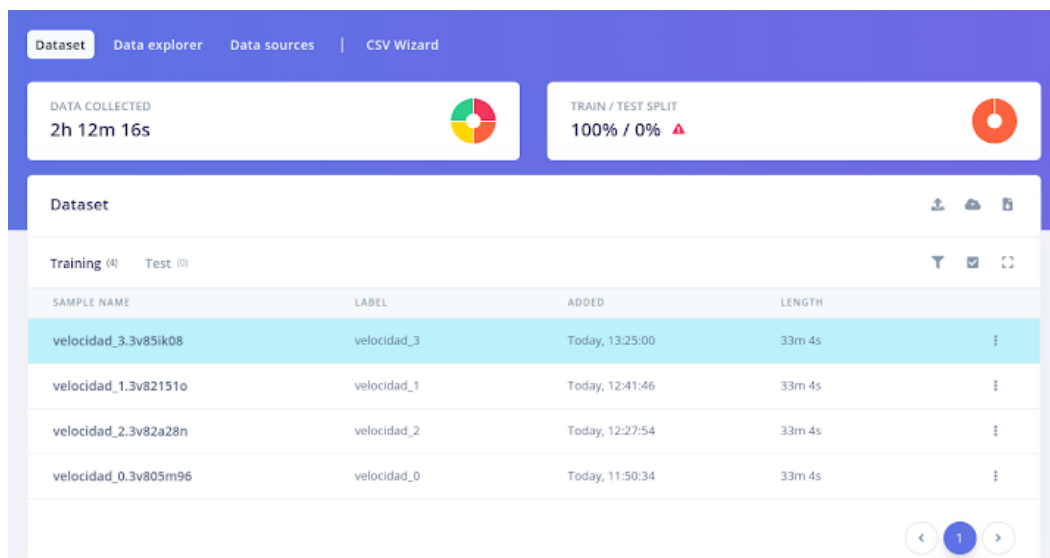 Dataset Data explorer Data sources | CSV Wizard
DATA COLLECTED
2h 12m 16s
TRAIN / TEST SPLIT
100% / 0%
Dataset
Training (4) Test (0)
SAMPLE NAME LABEL ADDED LENGTH
velocidad_3.3v85ik08 velocidad_3 Today, 13:25:00 33m 4s
velocidad_1.3v82151o velocidad_1 Today, 12:41:46 33m 4s
velocidad_2.3v82a28n velocidad_2 Today, 12:27:54 33m 4s
velocidad_0.3v805m96 velocidad_0 Today, 11:50:34 33m 4s
1